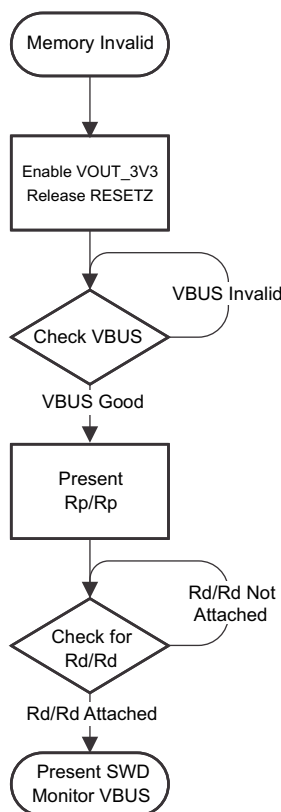 Memory Invalid
Enable VOUT_3V3
Release RESETZ
VBUS Invalid
Check VBUS
VBUS Good
Present
Rp/Rp
Rd/Rd Not
Attached
Check for
Rd/Rd
Rd/Rd Attached
Present SWD
Monitor VBUS